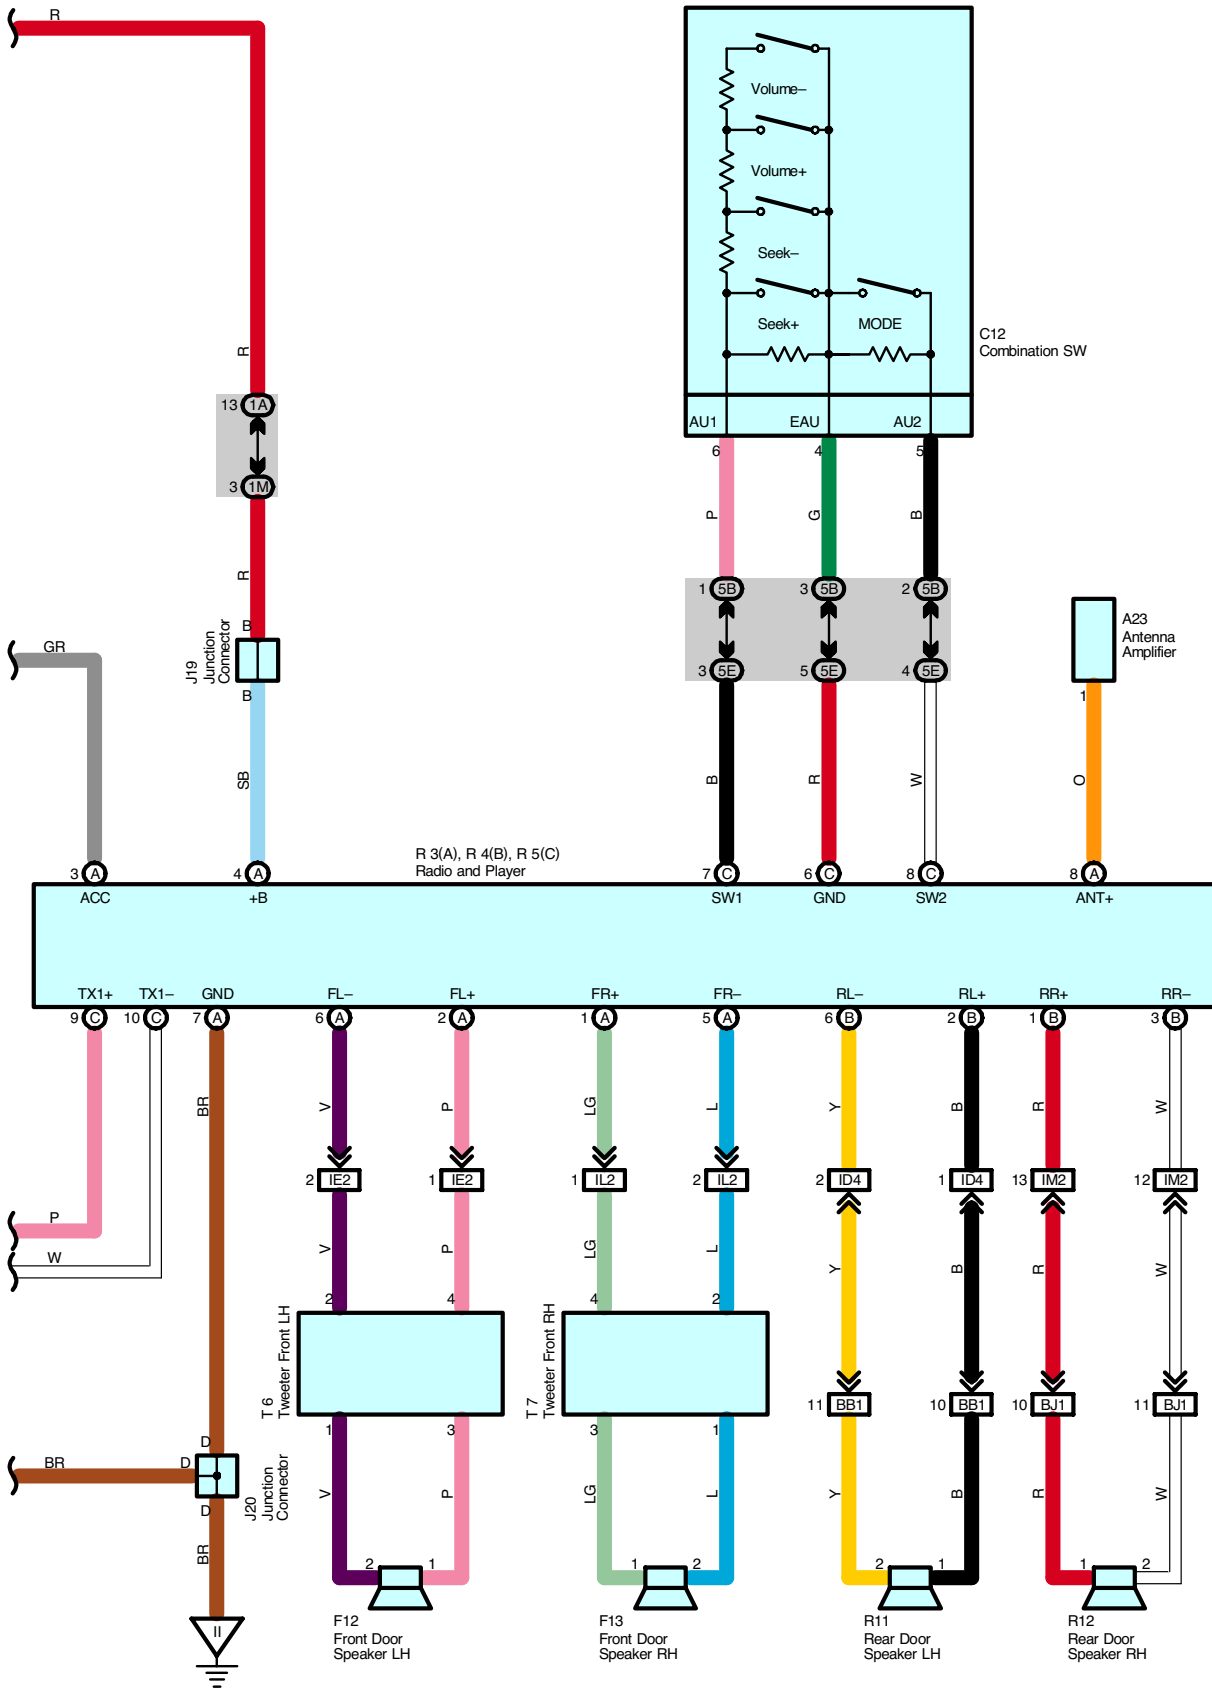 R
Volume–
Volume+
Seek–
Seek+
MODE
C12
Combination SW
AU1
EAU
AU2
6
4
5
R
13
1A
3
1M
P
G
B
R
1
5B
3
5B
2
5B
A23
Antenna
Amplifier
B
GR
J19
Junction
Connector
3
5E
5
5E
4
5E
B
1
SB
B
R
W
O
R 3(A), R 4(B), R 5(C)
Radio and Player
3
A
4
A
7
C
6
C
8
C
8
A
ACC
+B
SW1
GND
SW2
ANT+
TX1+
TX1–
GND
FL–
FL+
FR+
FR–
RL–
RL+
RR+
RR–
9
C
10
C
7
A
6
A
2
A
1
A
5
A
6
B
2
B
1
B
3
B
BR
V
P
LG
L
Y
B
R
W
2
IE2
1
IE2
1
IL2
2
IL2
2
ID4
1
ID4
13
IM2
12
IM2
P
W
V
P
LG
L
Y
B
R
W
2
4
4
2
T 6
Tweeter Front LH
T 7
Tweeter Front RH
11
BB1
10
BB1
10
BJ1
11
BJ1
1
3
3
1
D
BR
D
D
J20
Junction
Connector
V
P
LG
L
Y
B
R
W
BR
2
1
1
2
2
1
1
2
II
F12
Front Door
Speaker LH
F13
Front Door
Speaker RH
R11
Rear Door
Speaker LH
R12
Rear Door
Speaker RH